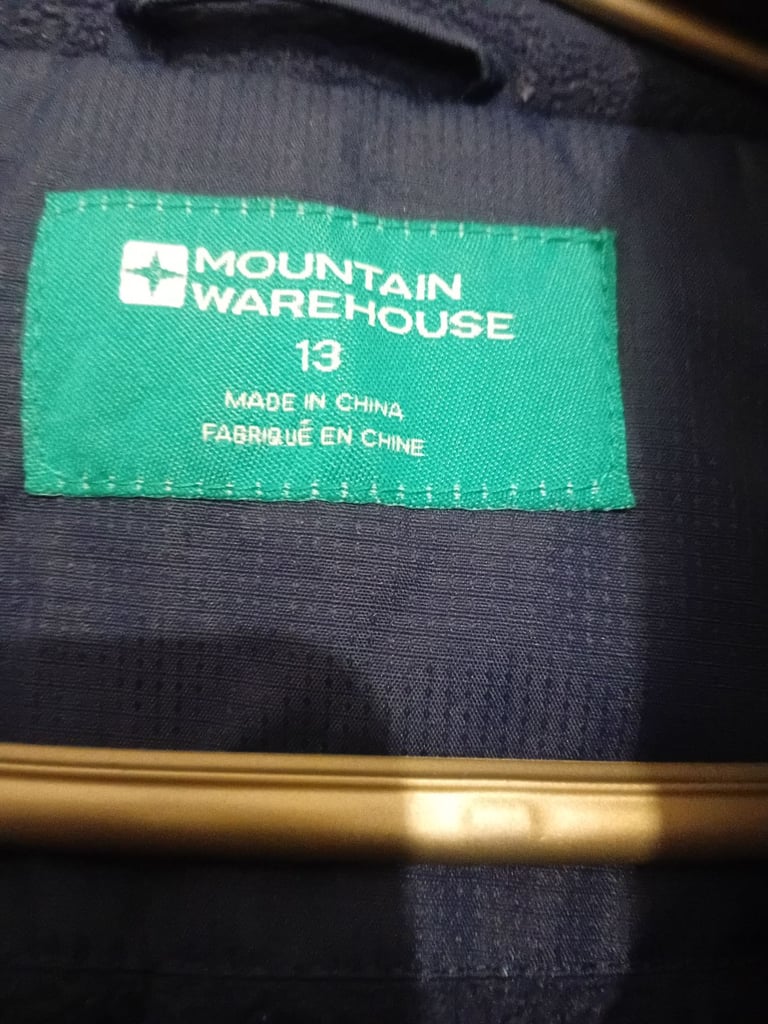 MOUNTAIN
WAREHOUSE
13
MADE IN CHINA
FABRIQUÉ EN CHINE